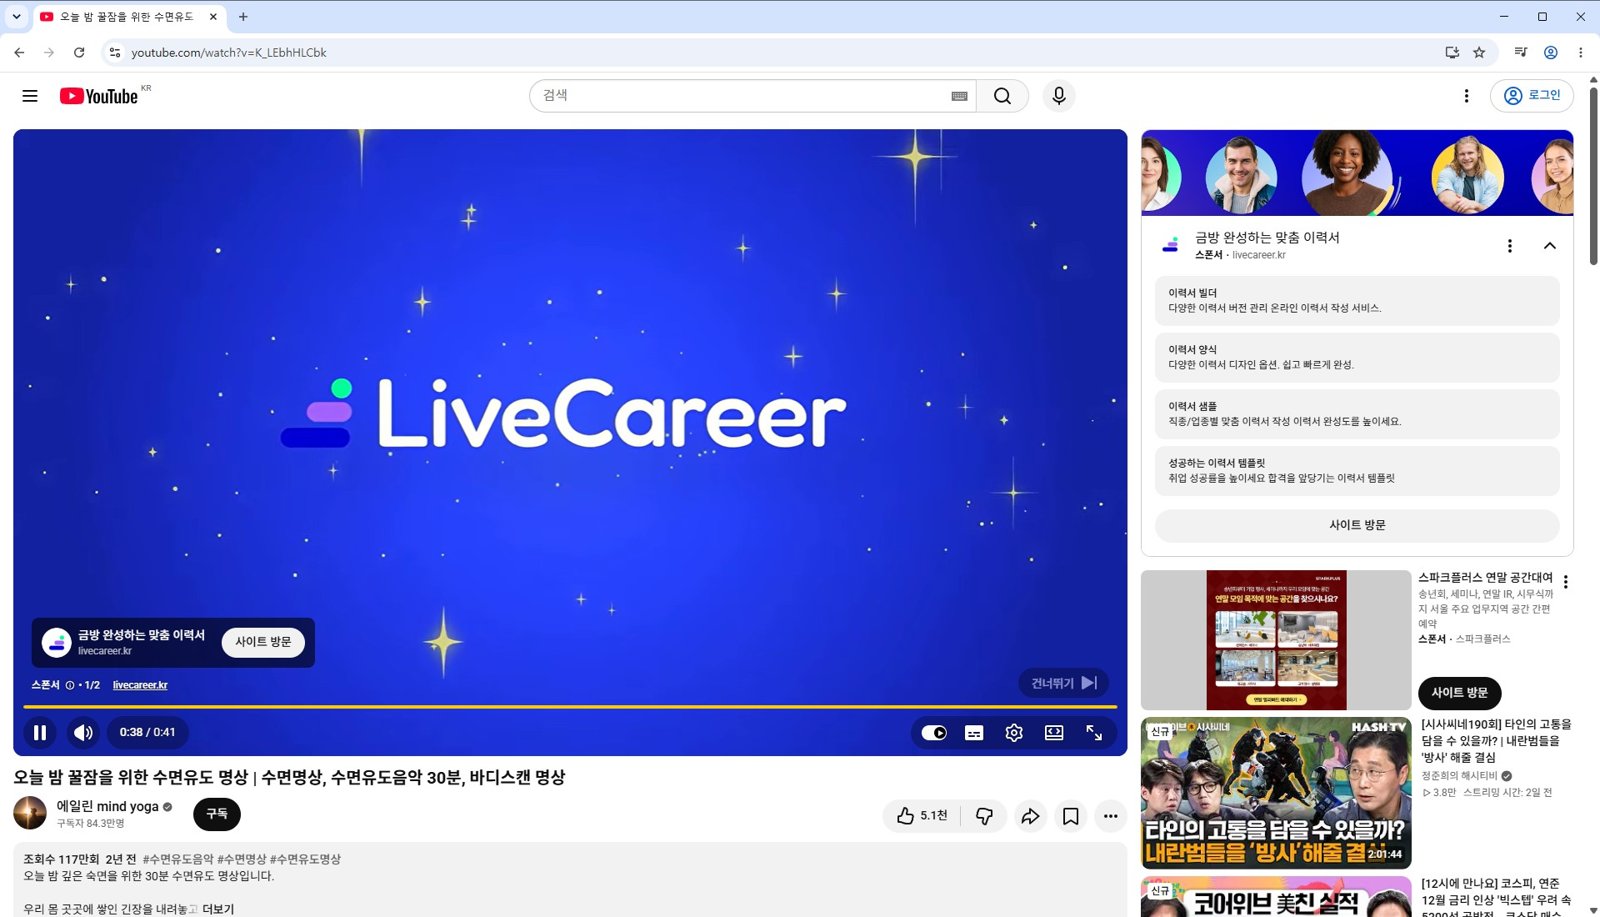 오늘 밤 꿀잠을 위한 수면유도
youtube.com/watch?v=K_LEbhHLCbk
YouTube KR
검색
로그인
LiveCareer
금방 완성하는 맞춤 이력서
livecareer.kr
사이트 방문
스폰서 · 1/2 livecareer.kr
건너뛰기
0:38 / 0:41
오늘 밤 꿀잠을 위한 수면유도 명상 | 수면명상, 수면유도음악 30분, 바디스캔 명상
에일린 mind yoga
구독자 84.3만명
구독
5.1천
조회수 117만회 2년 전 #수면유도음악 #수면명상 #수면유도명상
오늘 밤 깊은 숙면을 위한 30분 수면유도 명상입니다.
우리 몸 곳곳에 쌓인 긴장을 내려놓고 더보기
금방 완성하는 맞춤 이력서
스폰서 · livecareer.kr
이력서 빌더
다양한 이력서 버전 관리 온라인 이력서 작성 서비스.
이력서 양식
다양한 이력서 디자인 옵션. 쉽고 빠르게 완성.
이력서 샘플
직종/업종별 맞춤 이력서 작성 이력서 완성도를 높이세요.
성공하는 이력서 템플릿
취업 성공률을 높이세요 합격을 앞당기는 이력서 템플릿
사이트 방문
STARKPLUS
연말 모임 목적에 맞는 공간을 찾으시나요?
스파크플러스 연말 공간대여
송년회, 세미나, 연말 IR, 시무식까
지 서울 주요 업무지역 공간 간편
예약
스폰서 · 스파크플러스
사이트 방문
신규
HASH TV
타인의 고통을 담을 수 있을까?
내란범들을 '방사' 해줄 결심
2:01:44
[시사씨네190회] 타인의 고통을
담을 수 있을까? | 내란범들을
'방사' 해줄 결심
정준희의 해시티비
3.8만 스트리밍 시간: 2일 전
신규
코어위브 美친 실적
[12시에 만나요] 코스피, 연준
12월 금리 인상 '빅스텝' 우려 속